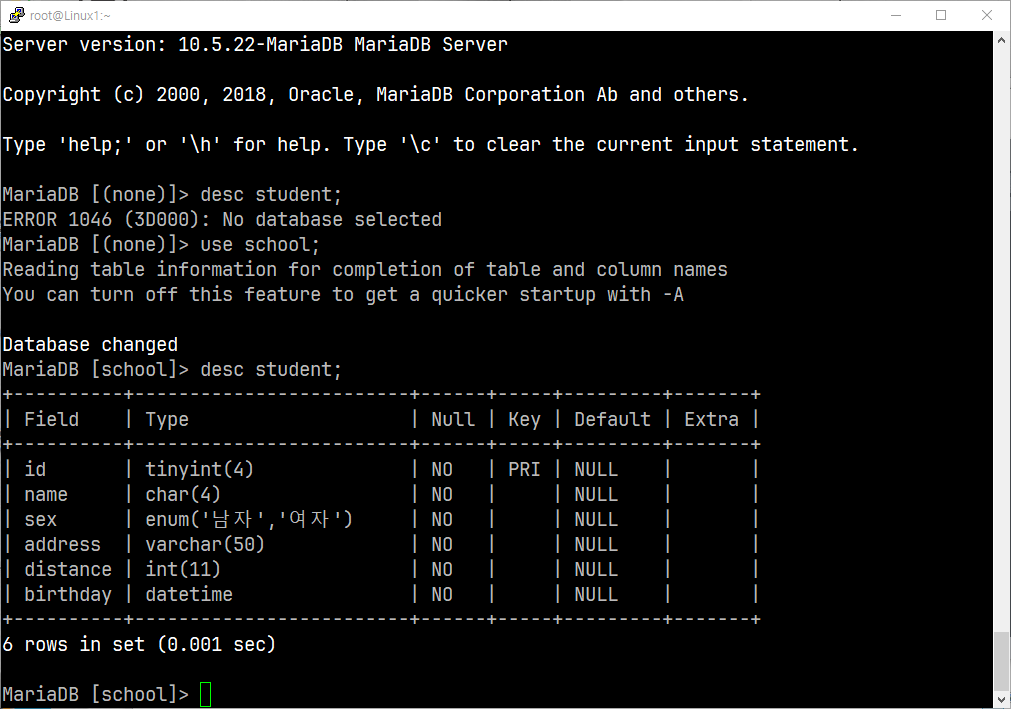 root@Linux1:~
Server version: 10.5.22-MariaDB MariaDB Server
Copyright (c) 2000, 2018, Oracle, MariaDB Corporation Ab and others.
Type 'help;' or '\h' for help. Type '\c' to clear the current input statement.
MariaDB [(none)]> desc student;
ERROR 1046 (3D000): No database selected
MariaDB [(none)]> use school;
Reading table information for completion of table and column names
You can turn off this feature to get a quicker startup with -A
Database changed
MariaDB [school]> desc student;
+----------+-------------------------+------+-----+---------+-------+
| Field    | Type                    | Null | Key | Default | Extra |
+----------+-------------------------+------+-----+---------+-------+
| id       | tinyint(4)              | NO   | PRI | NULL    |       |
| name     | char(4)                 | NO   |     | NULL    |       |
| sex      | enum('남자','여자')     | NO   |     | NULL    |       |
| address  | varchar(50)             | NO   |     | NULL    |       |
| distance | int(11)                 | NO   |     | NULL    |       |
| birthday | datetime                | NO   |     | NULL    |       |
+----------+-------------------------+------+-----+---------+-------+
6 rows in set (0.001 sec)
MariaDB [school]>